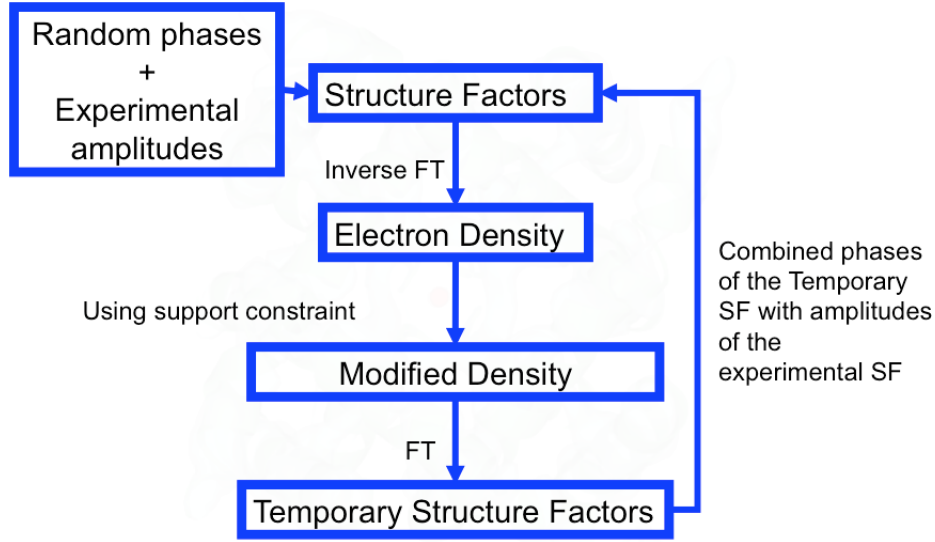 Random phases
+
Experimental
amplitudes
Structure Factors
Inverse FT
Electron Density
Using support constraint
Modified Density
FT
Temporary Structure Factors
Combined phases
of the Temporary
SF with amplitudes
of the
experimental SF